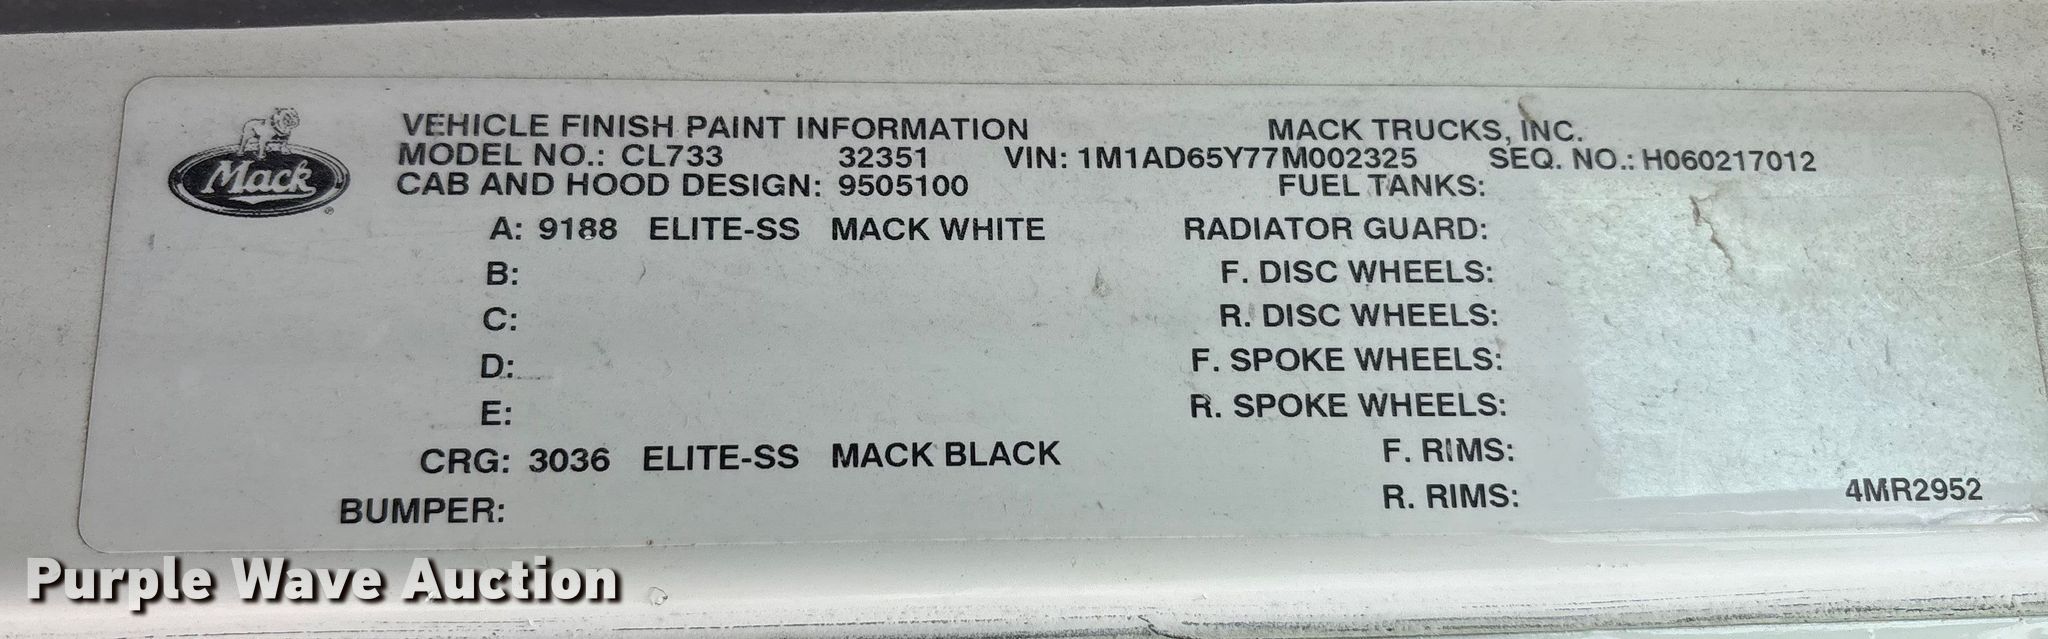 Mack
VEHICLE FINISH PAINT INFORMATION MACK TRUCKS, INC.
MODEL NO.: CL733 32351 VIN: 1M1AD65Y77M002325 SEQ. NO.: H060217012
CAB AND HOOD DESIGN: 9505100 FUEL TANKS:
A: 9188 ELITE-SS MACK WHITE RADIATOR GUARD:
B: F. DISC WHEELS:
C: R. DISC WHEELS:
D: F. SPOKE WHEELS:
E: R. SPOKE WHEELS:
CRG: 3036 ELITE-SS MACK BLACK F. RIMS:
BUMPER: R. RIMS: 4MR2952
Purple Wave Auction